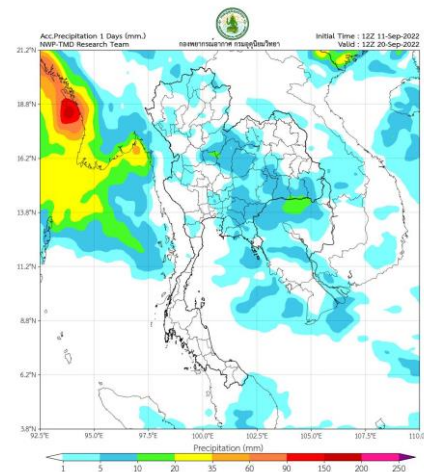 Acc.Precipitation 1 Days (mm.)
NWP-TMD Research Team
กองพยากรณ์อากาศ กรมอุตุนิยมวิทยา
Initial Time : 12Z 11-Sep-2022
Valid : 12Z 20-Sep-2022
21.2°N
18.8°N
16.2°N
13.8°N
11.2°N
8.8°N
6.2°N
5.8°N
92.5°E 95.0°E 97.5°E 100.0°E 102.5°E 105.0°E 107.5°E 110.0
Precipitation (mm)
1 5 10 20 35 60 90 150 200 250